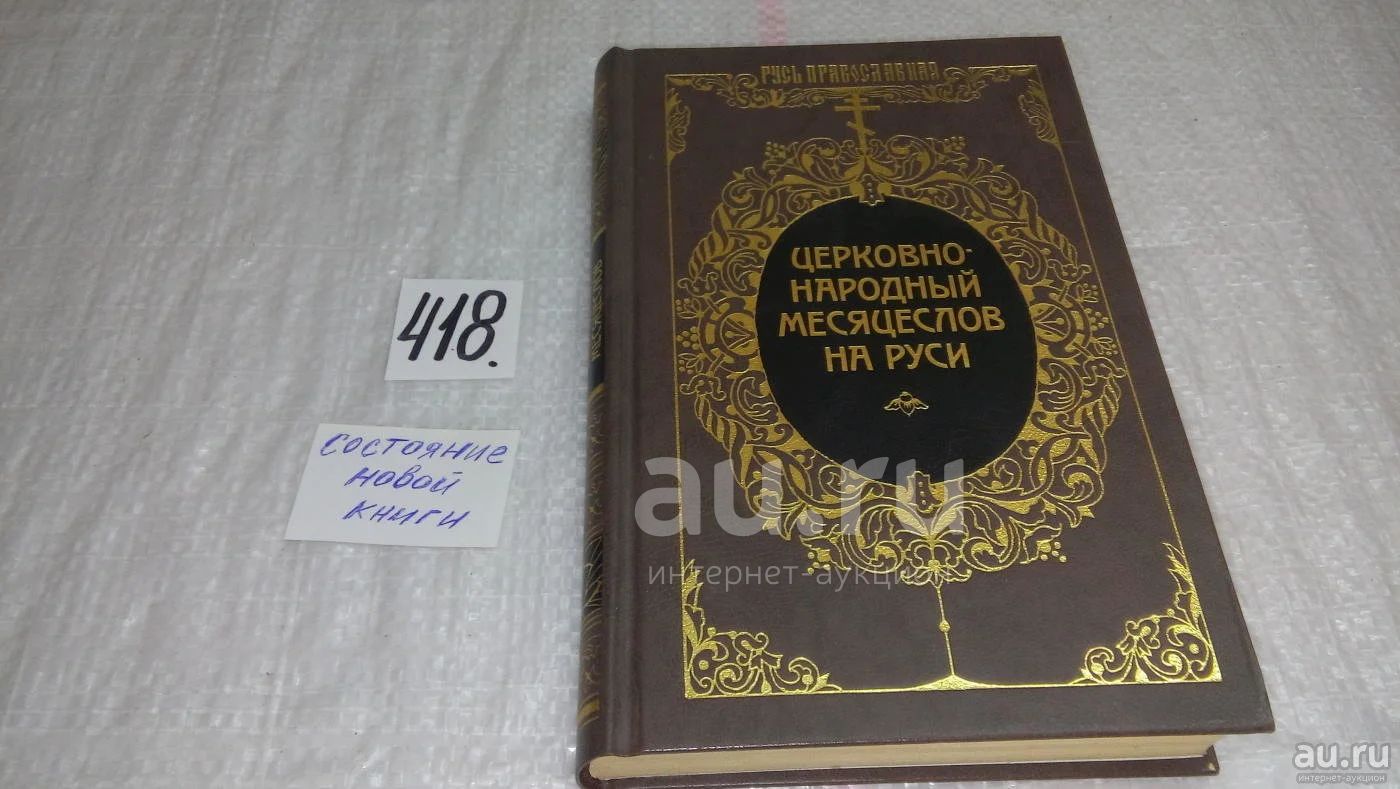 РУСЬ ПРАВОСЛАВНАЯ
ЦЕРКОВНО-
НАРОДНЫЙ
МЕСЯЦЕСЛОВ
НА РУСИ
418.
состояние
новой
книги
au.ru
интернет-аукцион
au.ru
интернет-аукцион